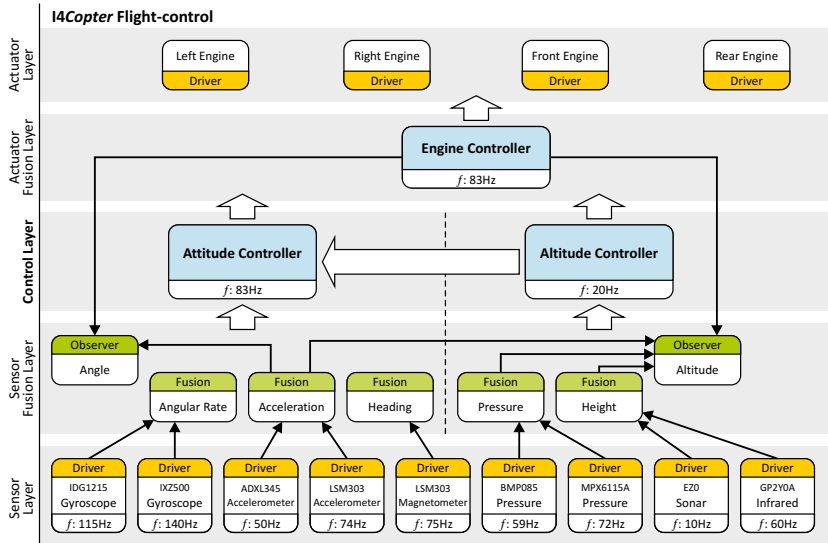 I4Copter Flight-control
Actuator
Layer
Left Engine
Driver
Right Engine
Driver
Front Engine
Driver
Rear Engine
Driver
Actuator
Fusion Layer
Engine Controller
f: 83Hz
Control Layer
Attitude Controller
f: 83Hz
Altitude Controller
f: 20Hz
Sensor
Fusion Layer
Observer
Angle
Fusion
Angular Rate
Fusion
Acceleration
Fusion
Heading
Fusion
Pressure
Fusion
Height
Observer
Altitude
Sensor
Layer
Driver
IDG1215
Gyroscope
f: 115Hz
Driver
IXZ500
Gyroscope
f: 140Hz
Driver
ADXL345
Accelerometer
f: 50Hz
Driver
LSM303
Accelerometer
f: 74Hz
Driver
LSM303
Magnetometer
f: 75Hz
Driver
BMP085
Pressure
f: 59Hz
Driver
MPX6115A
Pressure
f: 72Hz
Driver
EZ0
Sonar
f: 10Hz
Driver
GP2Y0A
Infrared
f: 60Hz